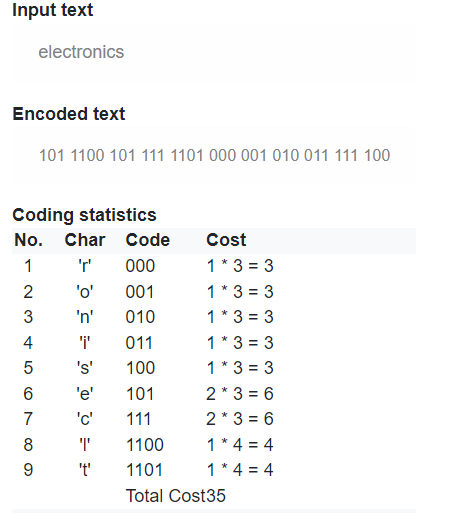 Input text
electronics
Encoded text
101 1100 101 111 1101 000 001 010 011 111 100
Coding statistics
No. Char Code Cost
1 'r' 000 1 * 3 = 3
2 'o' 001 1 * 3 = 3
3 'n' 010 1 * 3 = 3
4 'i' 011 1 * 3 = 3
5 's' 100 1 * 3 = 3
6 'e' 101 2 * 3 = 6
7 'c' 111 2 * 3 = 6
8 'l' 1100 1 * 4 = 4
9 't' 1101 1 * 4 = 4
Total Cost35